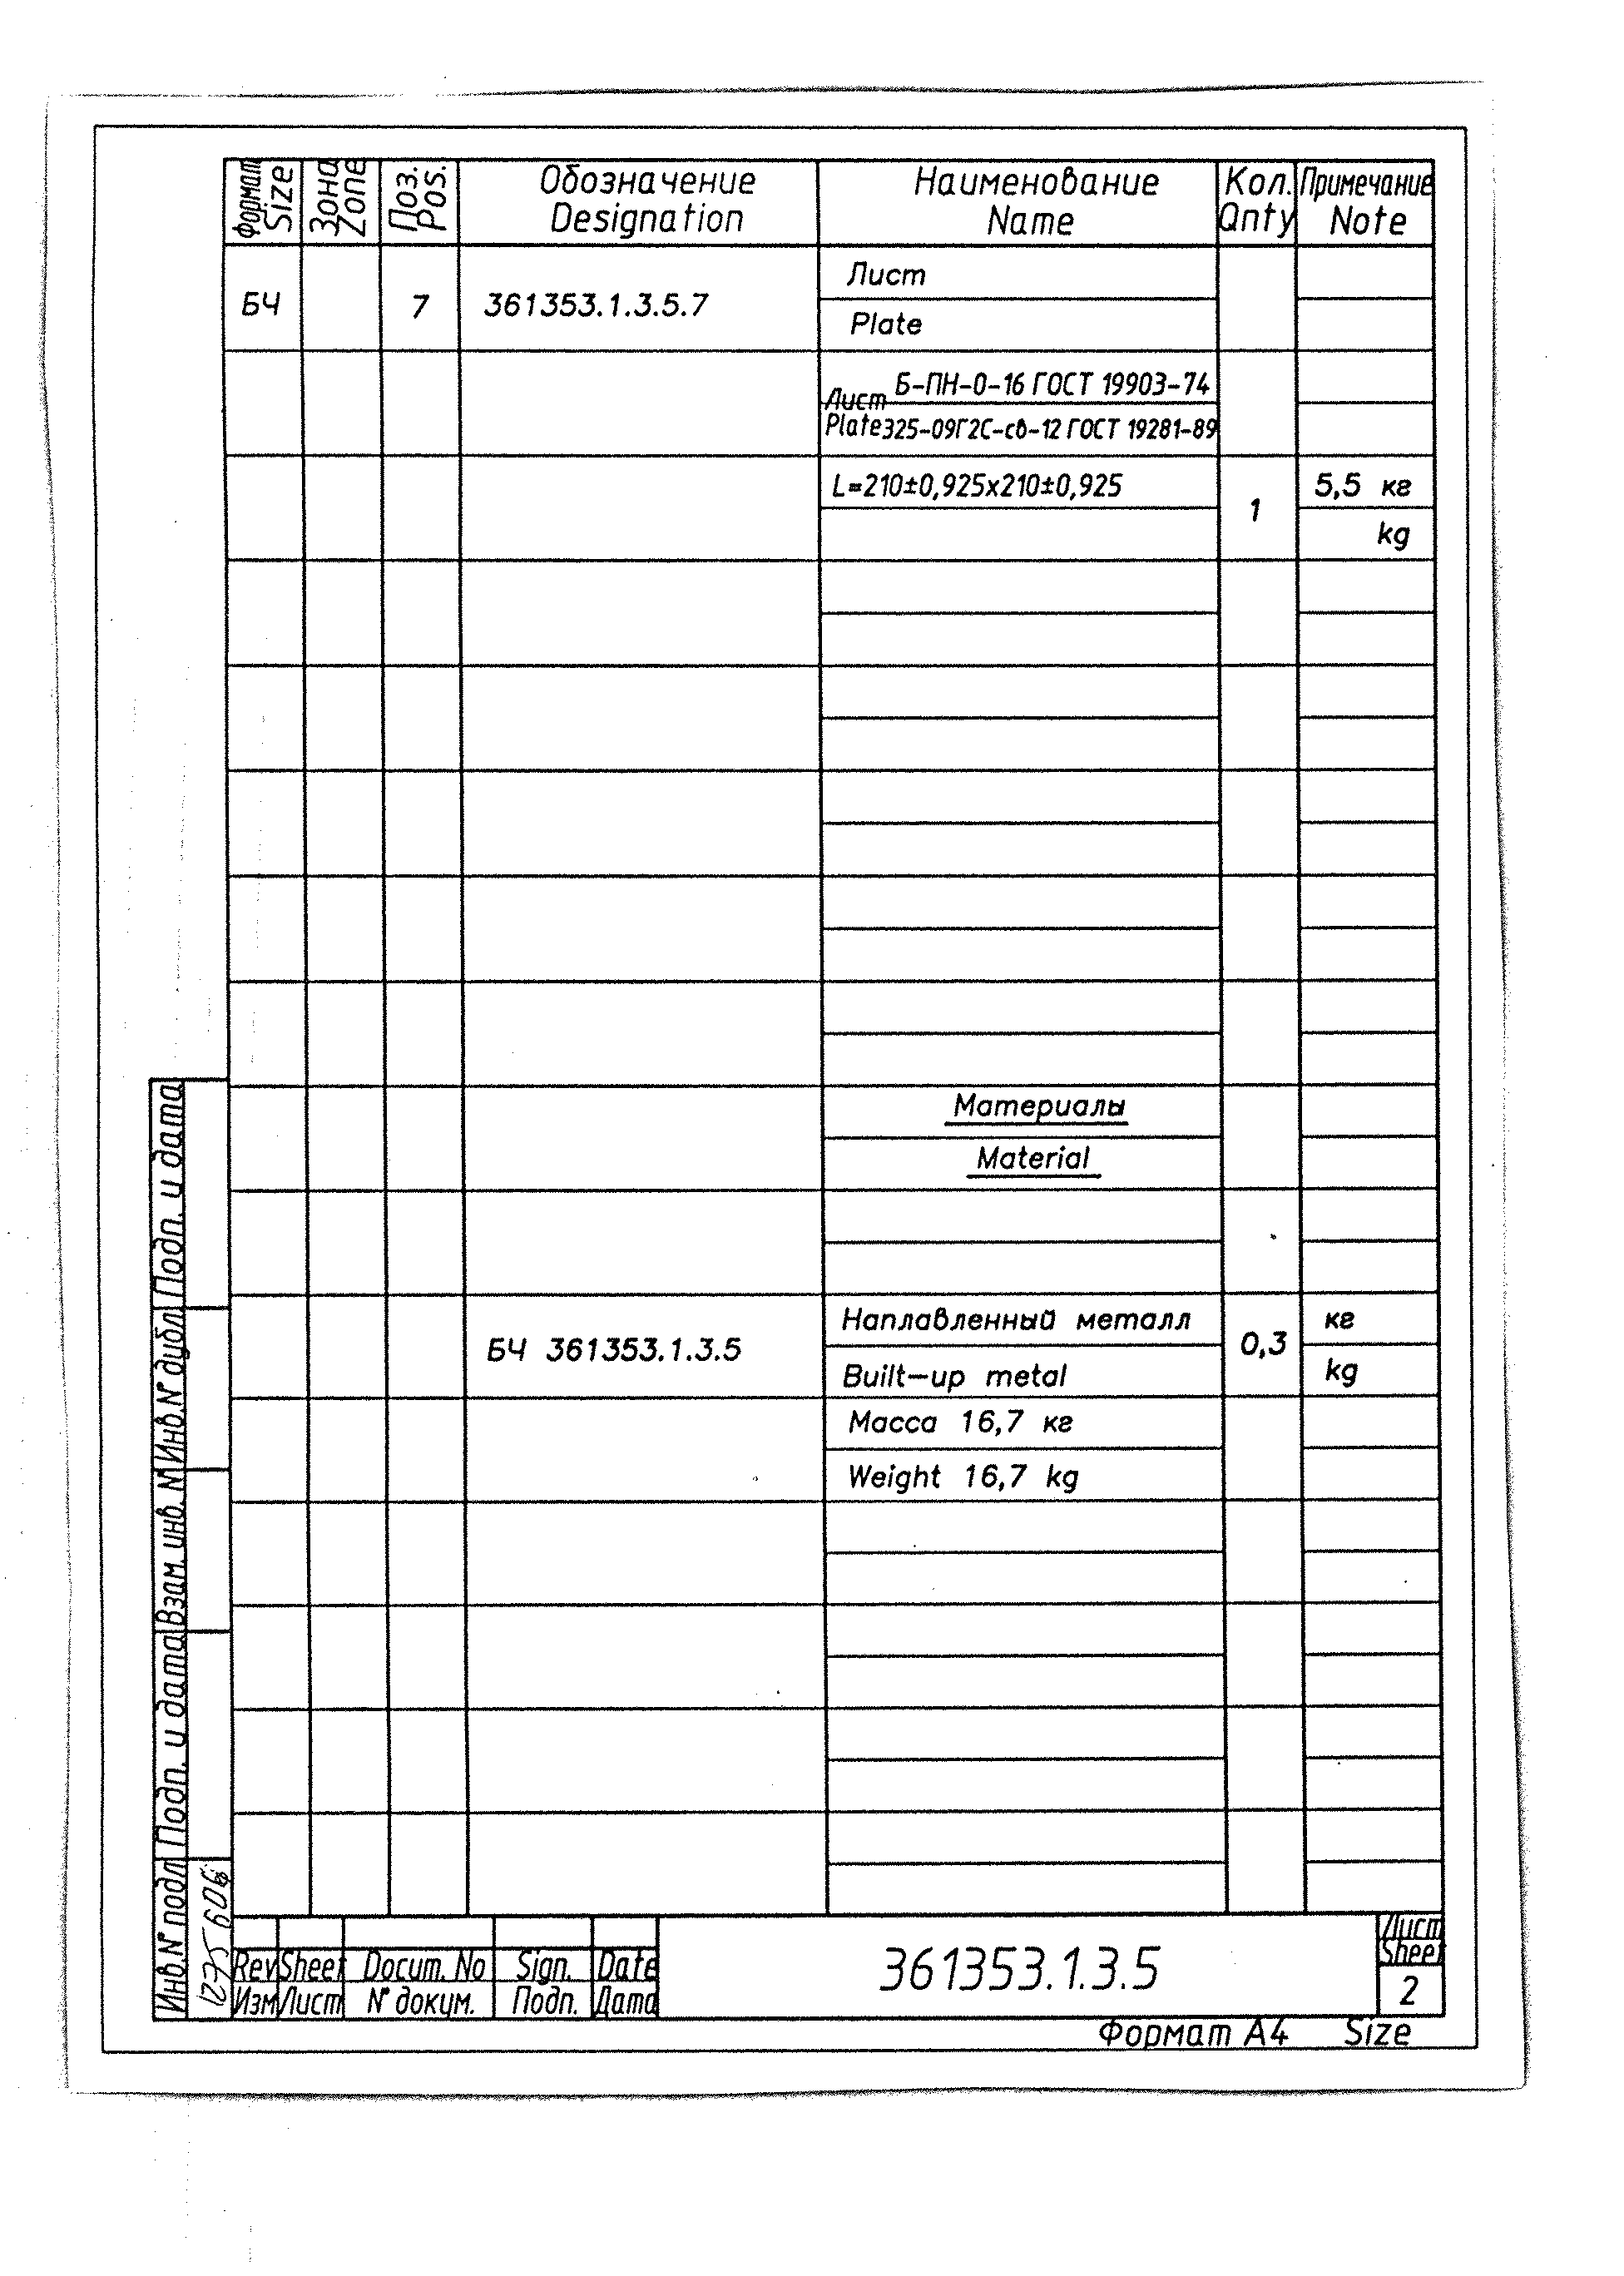 Формат Зона Поз. Обозначение Наименование Кол. Примечание
Size Zone Pos. Designation Name Qnty Note
Лист
БЧ 7 361353.1.3.5.7
Plate
Лист Б-ПН-0-16 ГОСТ 19903-74
Plate 325-09Г2С-св-12 ГОСТ 19281-89
L=210±0,925х210±0,925 1 5,5 кг
kg
Материалы
Material
Наплавленный металл кг
БЧ 361353.1.3.5 0,3
Built-up metal kg
Масса 16,7 кг
Weight 16,7 kg
Подп. и дата
Инв.N° дубл
Взам. инв. N
Подп. и дата
Инв.N° подл
Rev Sheet Docum. No Sign. Date
Изм Лист N° докум. Подп. Дата
361353.1.3.5
Лист
Sheet
2
Формат А4 Size